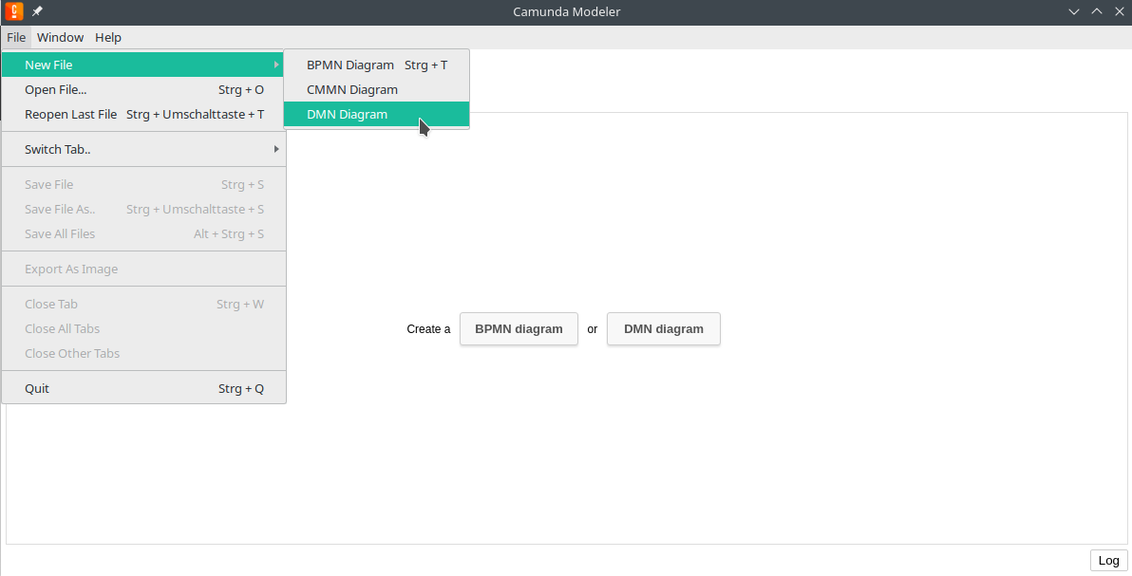 Camunda Modeler
File Window Help
New File
BPMN Diagram Strg + T
Open File... Strg + O
CMMN Diagram
Reopen Last File Strg + Umschalttaste + T
DMN Diagram
Switch Tab..
Save File Strg + S
Save File As.. Strg + Umschalttaste + S
Save All Files Alt + Strg + S
Export As Image
Close Tab Strg + W
Close All Tabs
Close Other Tabs
Quit Strg + Q
Create a BPMN diagram or DMN diagram
Log